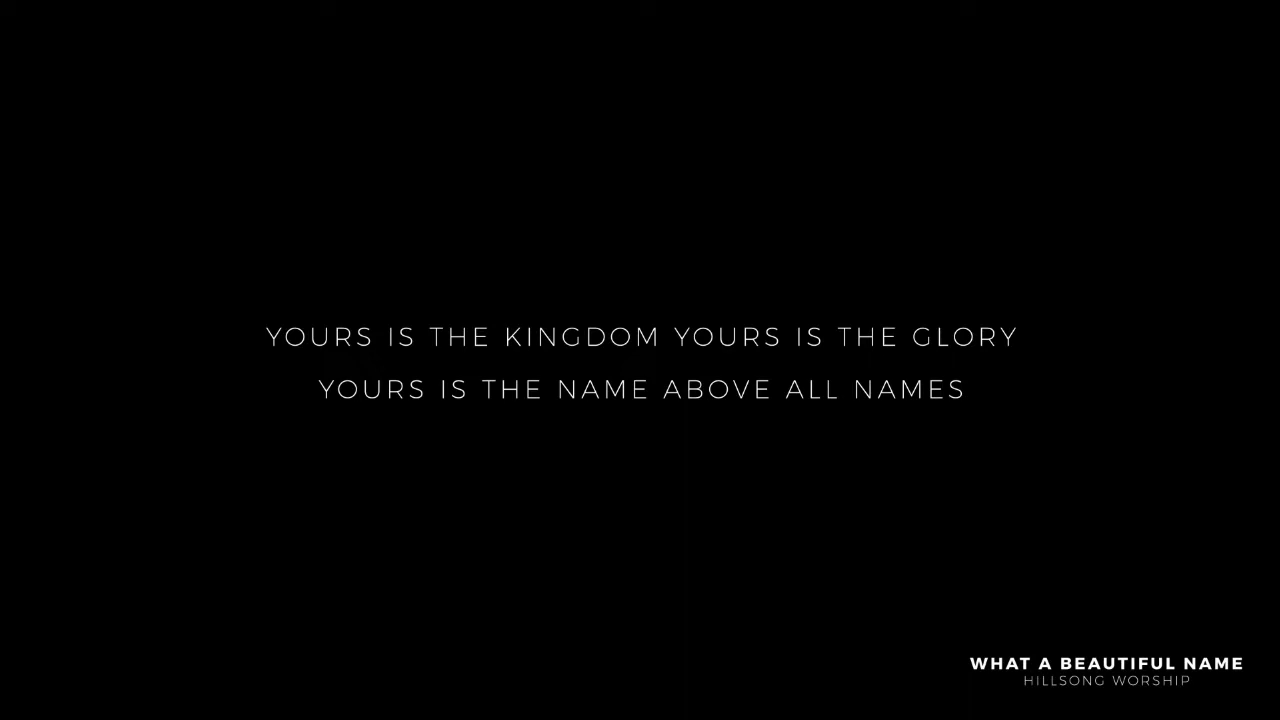 YOURS IS THE KINGDOM YOURS IS THE GLORY
YOURS IS THE NAME ABOVE ALL NAMES
WHAT A BEAUTIFUL NAME
HILLSONG WORSHIP